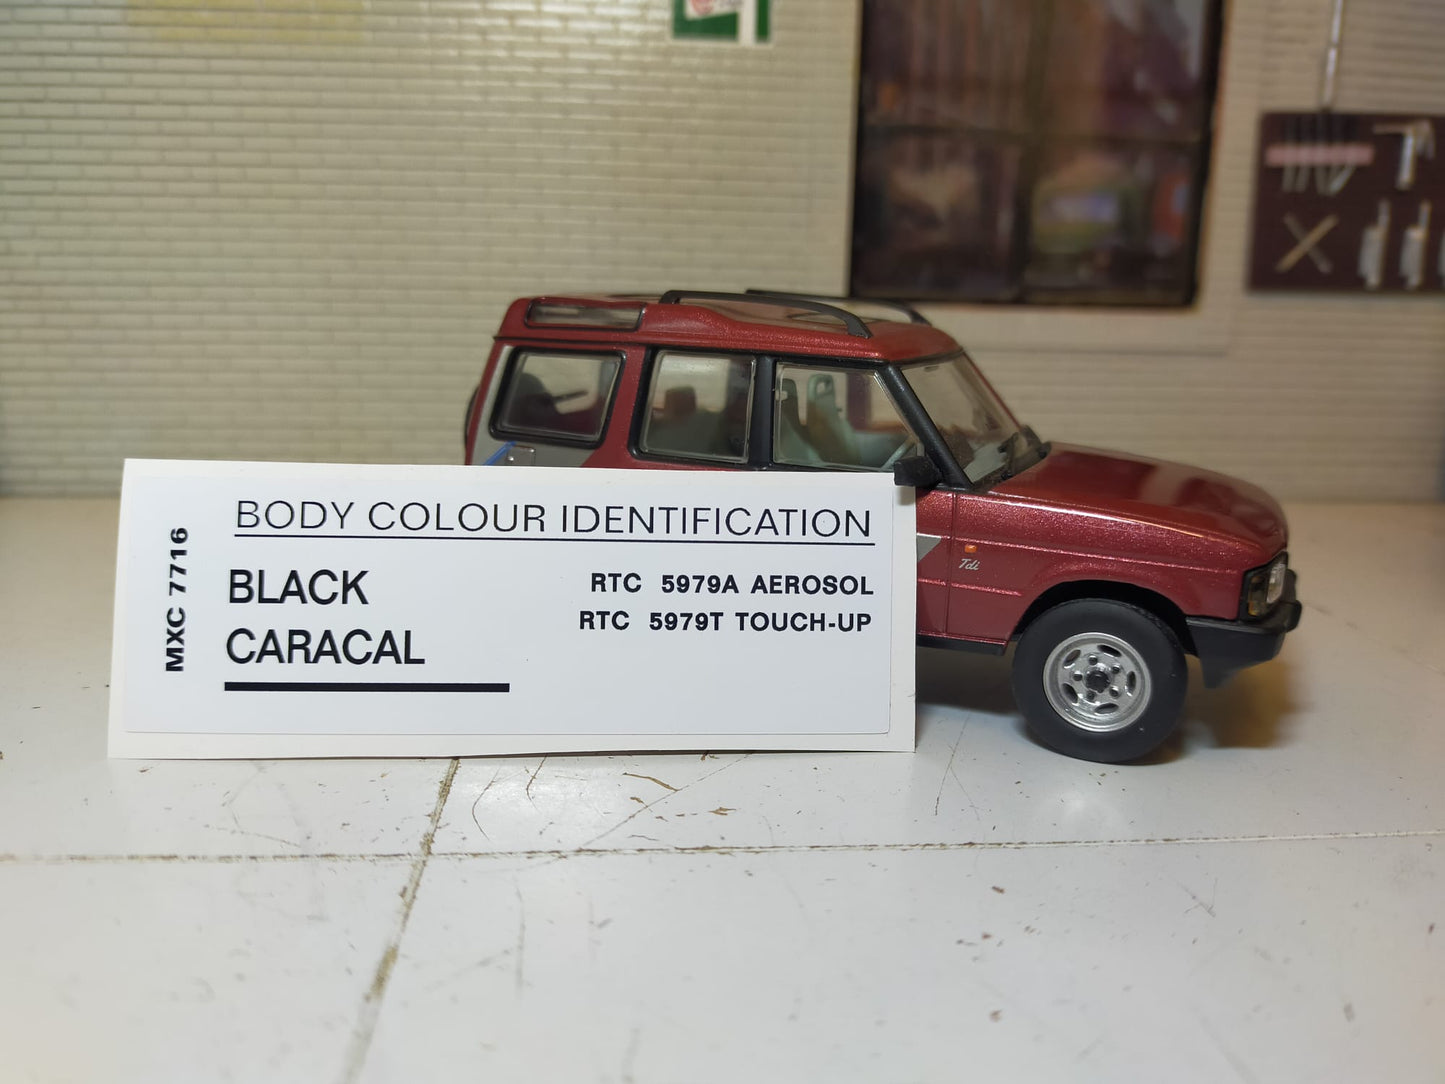 BODY COLOUR IDENTIFICATION
MXC 7716
BLACK
CARACAL
RTC 5979A AEROSOL
RTC 5979T TOUCH-UP
Tdi